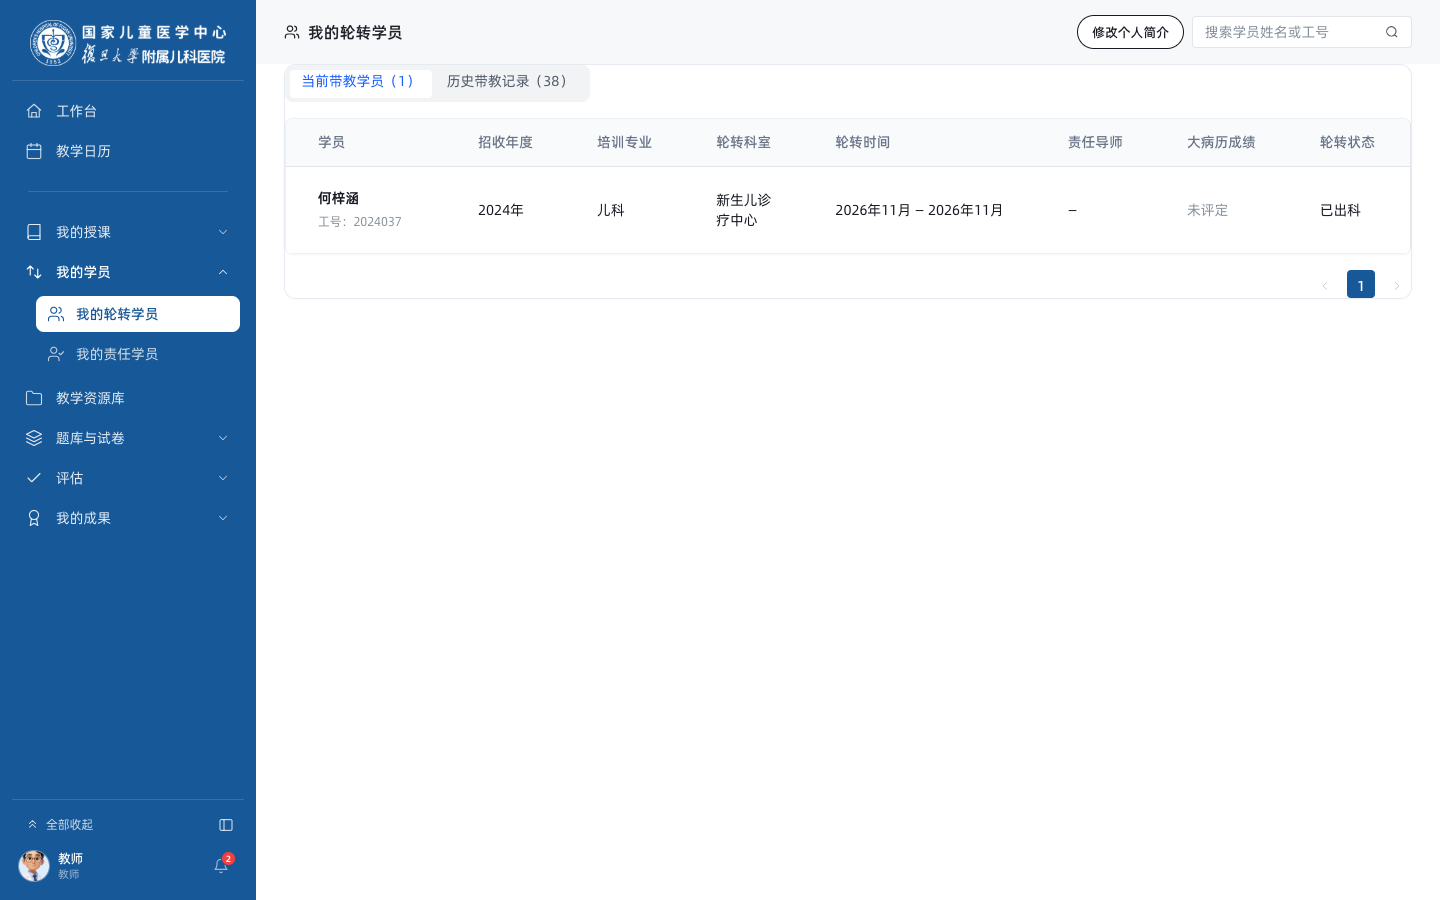 国家儿童医学中心
復旦大学附属儿科医院
工作台
教学日历
我的授课
我的学员
我的轮转学员
我的责任学员
教学资源库
题库与试卷
评估
我的成果
全部收起
教师
教师
2
我的轮转学员
修改个人简介
搜索学员姓名或工号
当前带教学员（1） 历史带教记录（38）
学员 招收年度 培训专业 轮转科室 轮转时间 责任导师 大病历成绩 轮转状态
何梓涵
工号：2024037
2024年
儿科
新生儿诊
疗中心
2026年11月 – 2026年11月
–
未评定
已出科
1